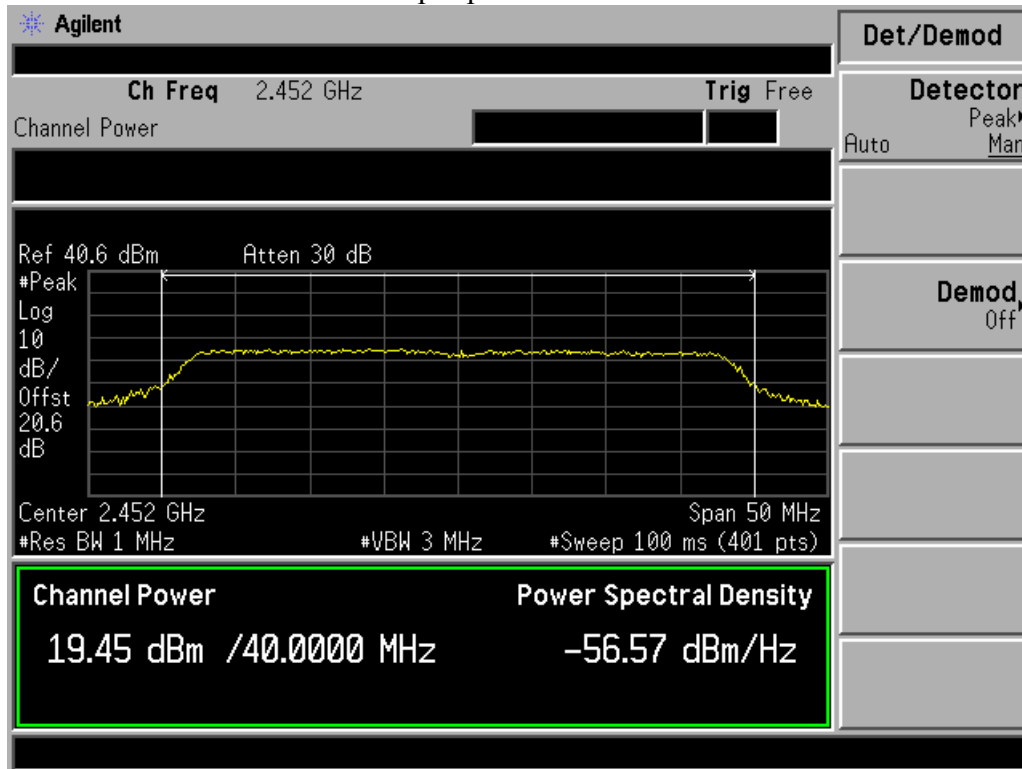 Agilent
Det/Demod
Ch Freq 2.452 GHz Trig Free
Channel Power
Detector
Peak
Auto Man
Ref 40.6 dBm Atten 30 dB
#Peak
Log
10
dB/
Offst
20.6
dB
Demod
Off
Center 2.452 GHz Span 50 MHz
#Res BW 1 MHz #VBW 3 MHz #Sweep 100 ms (401 pts)
Channel Power Power Spectral Density
19.45 dBm /40.0000 MHz -56.57 dBm/Hz